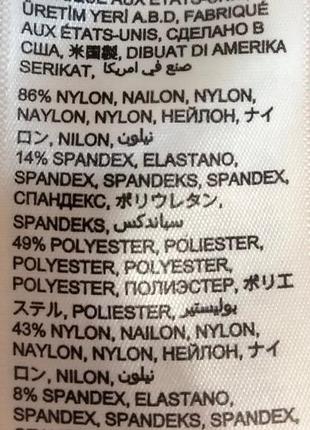 ÜRETİM YERİ A.B.D, FABRIQUÉ
AUX ÉTATS-UNIS, СДЕЛАНО В
США, 米国製, DIBUAT DI AMERIKA
SERIKAT, صنع في امريكا
86% NYLON, NAILON, NYLON,
NAYLON, NYLON, НЕЙЛОН, ナイ
ロン, NILON, نيلون
14% SPANDEX, ELASTANO,
SPANDEX, SPANDEKS, SPANDEX,
СПАНДЕКС, ポリウレタン,
SPANDEKS, سباندكس
49% POLYESTER, POLIESTER,
POLYESTER, POLYESTER,
POLYESTER, ПОЛИЭСТЕР, ポリエ
ステル, POLIESTER, بوليستير
43% NYLON, NAILON, NYLON,
NAYLON, NYLON, НЕЙЛОН, ナイ
ロン, NILON, نيلون
8% SPANDEX, ELASTANO,
SPANDEX, SPANDEKS, SPANDEX,